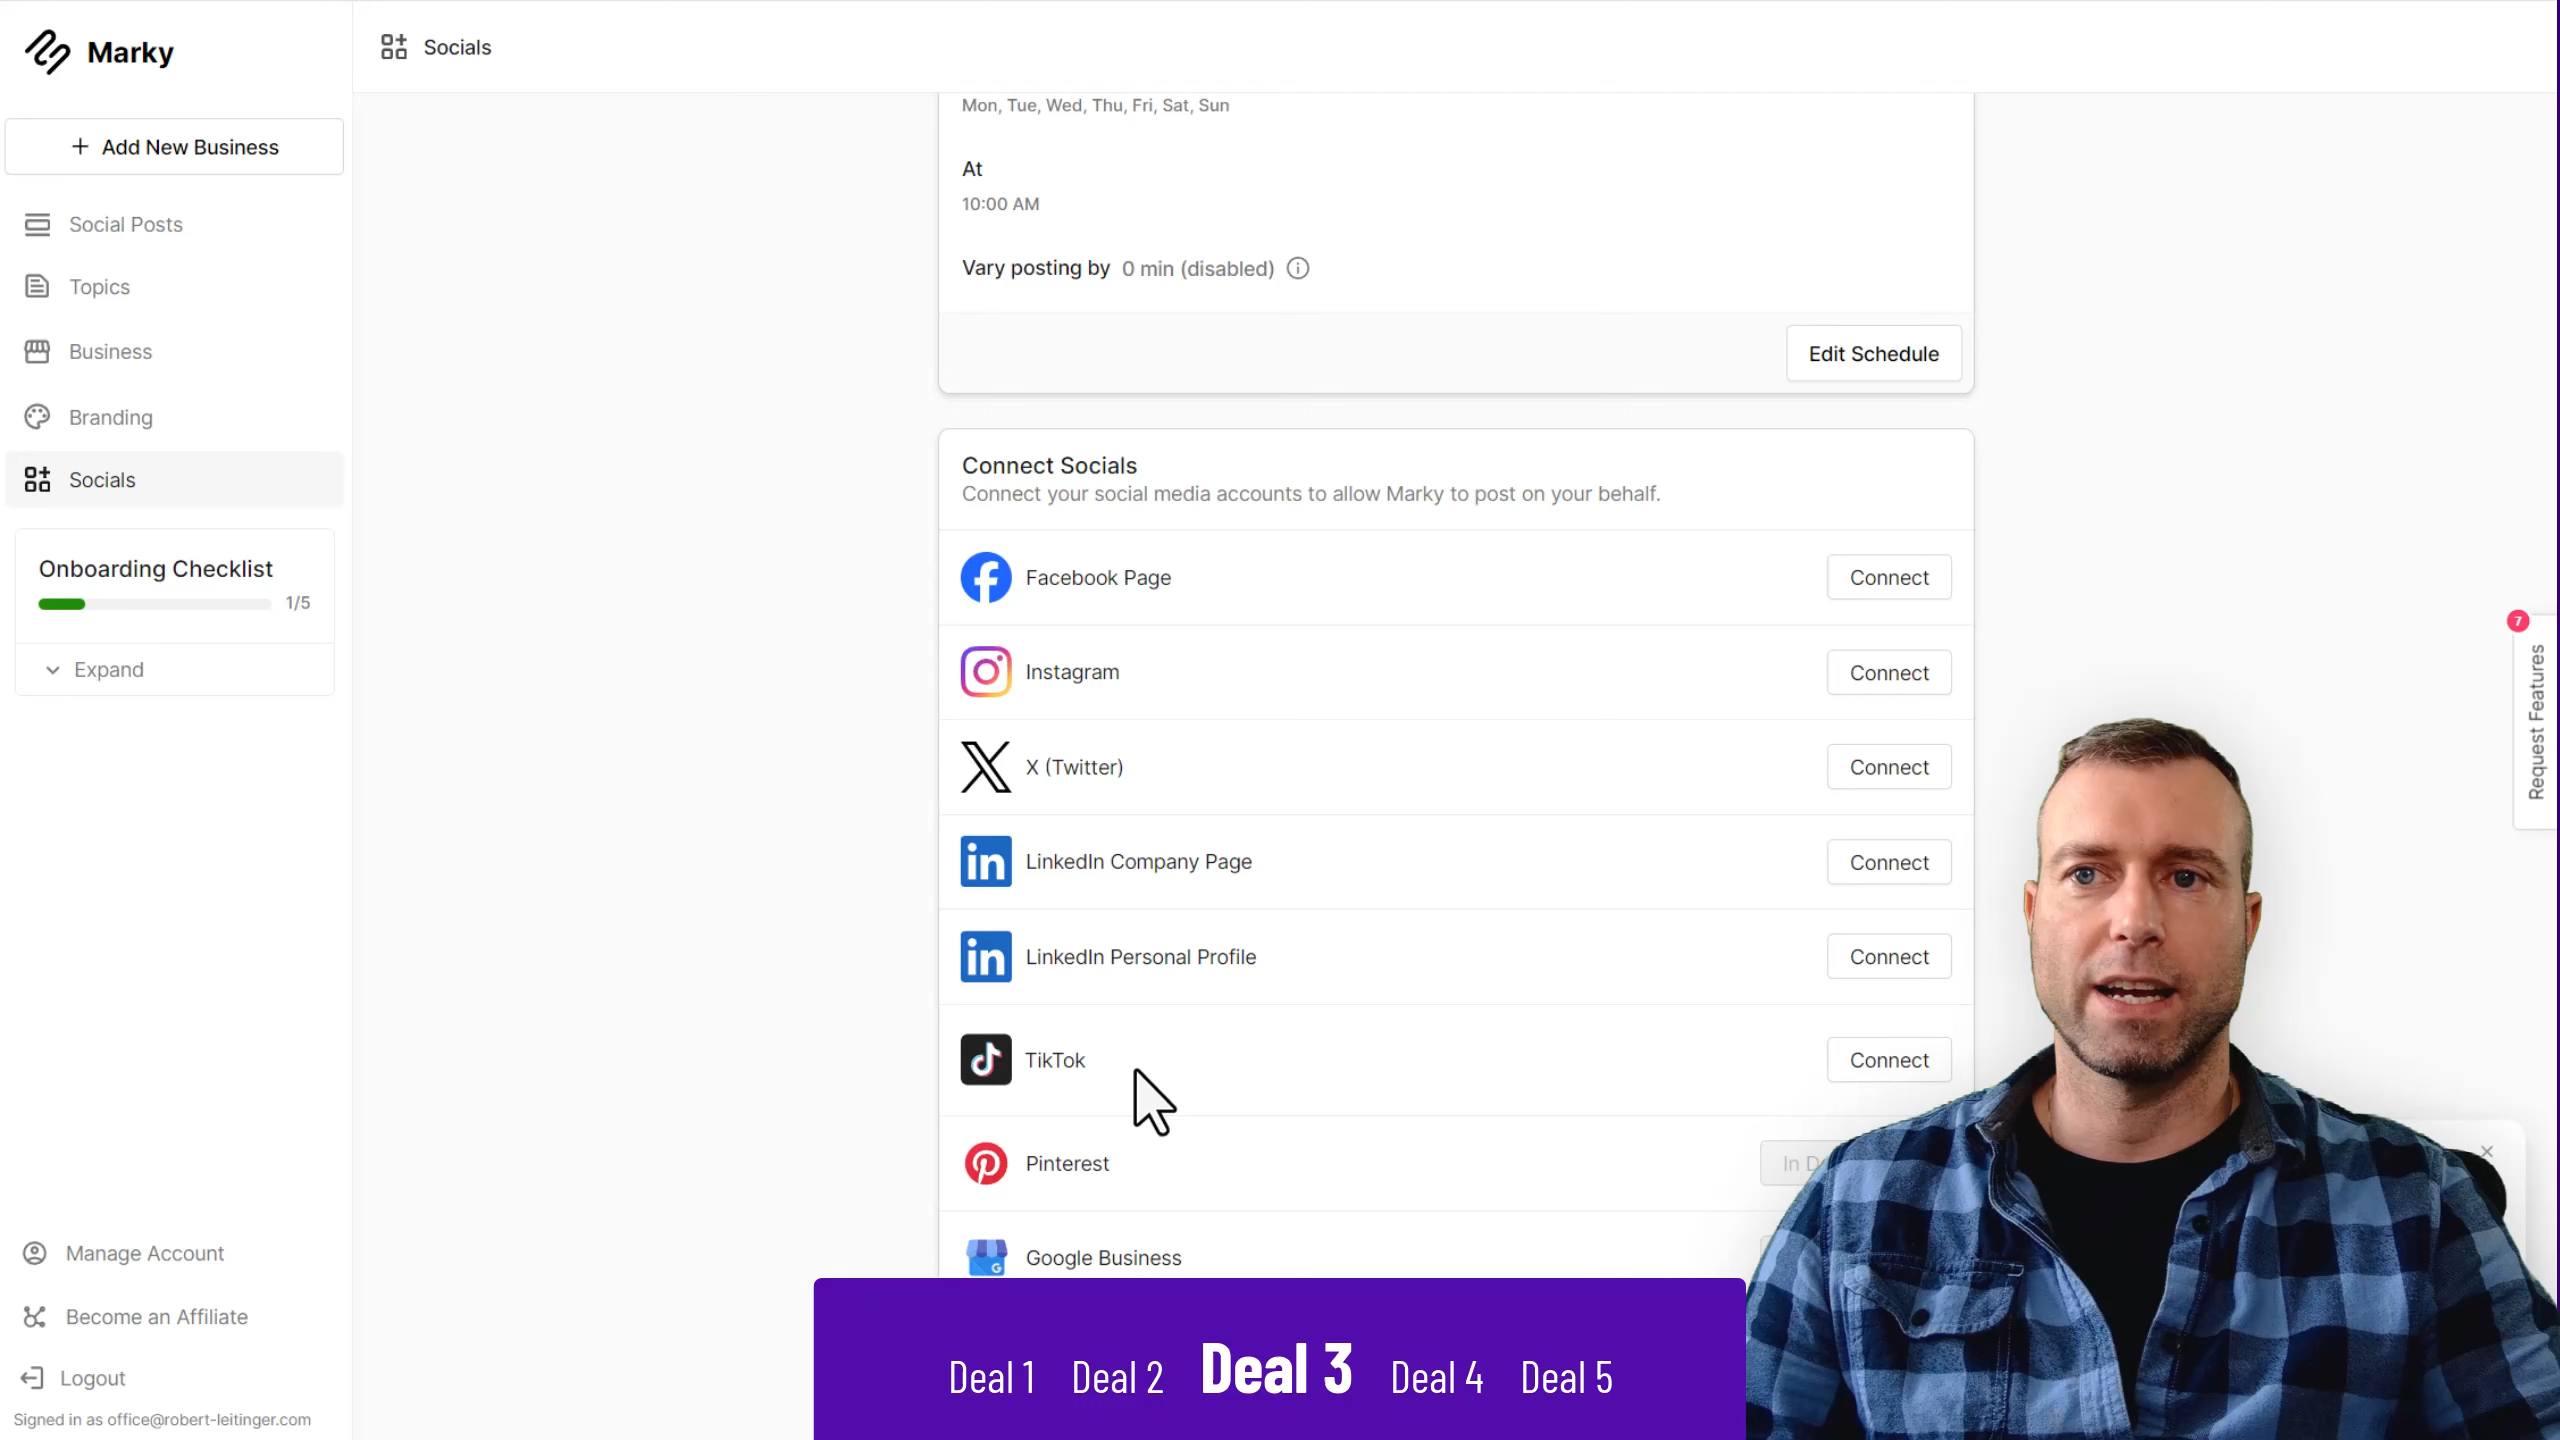 Marky
Socials
Add New Business
Social Posts
Topics
Business
Branding
Socials
Onboarding Checklist
1/5
Expand
Manage Account
Become an Affiliate
Logout
Signed in as office@robert-leitinger.com
Mon, Tue, Wed, Thu, Fri, Sat, Sun
At
10:00 AM
Vary posting by 0 min (disabled)
Edit Schedule
Connect Socials
Connect your social media accounts to allow Marky to post on your behalf.
Facebook Page Connect
Instagram Connect
X (Twitter) Connect
LinkedIn Company Page Connect
LinkedIn Personal Profile Connect
TikTok Connect
Pinterest In
Google Business
7
Request Features
Deal 1 Deal 2 Deal 3 Deal 4 Deal 5